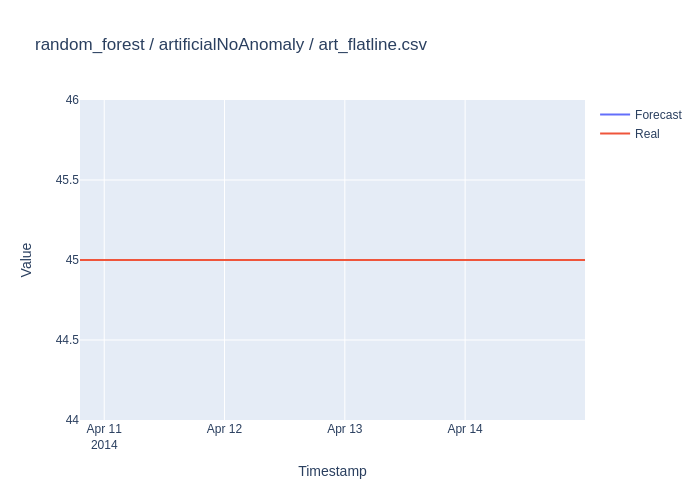 random_forest / artificialNoAnomaly / art_flatline.csv
Forecast
Real
46
45.5
45
44.5
44
Value
Apr 11
2014
Apr 12
Apr 13
Apr 14
Timestamp